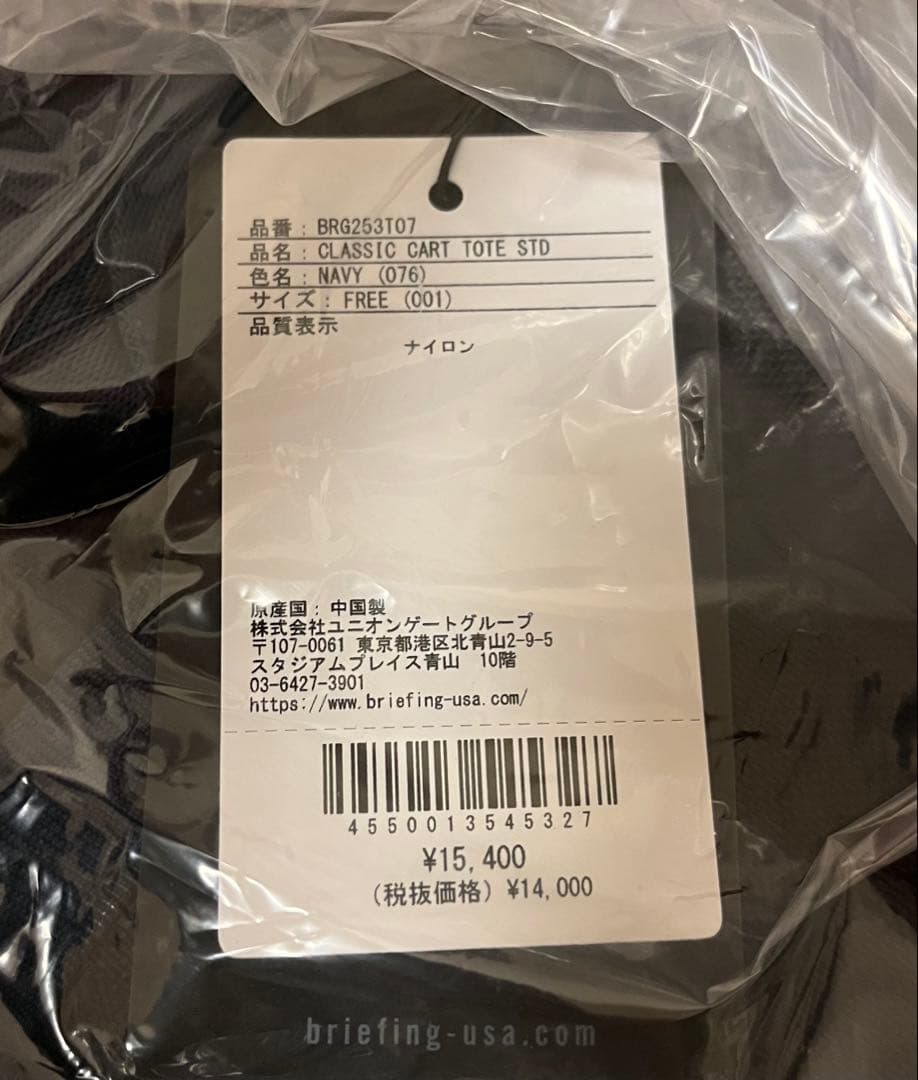 品番：BRG253T07
品名：CLASSIC CART TOTE STD
色名：NAVY (076)
サイズ：FREE (001)
品質表示
ナイロン
原産国：中国製
株式会社ユニオンゲートグループ
〒107-0061 東京都港区北青山2-9-5
スタジアムプレイス青山 10階
03-6427-3901
https://www.briefing-usa.com/
4550013545327
¥15,400
(税抜価格) ¥14,000
briefing-usa.com